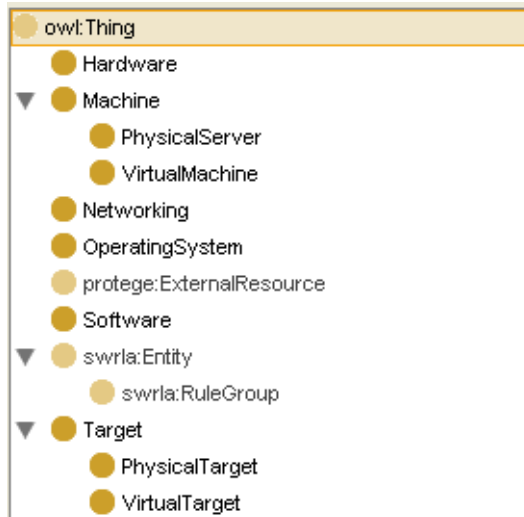 owl:Thing
Hardware
Machine
PhysicalServer
VirtualMachine
Networking
OperatingSystem
protege:ExternalResource
Software
swrla:Entity
swrla:RuleGroup
Target
PhysicalTarget
VirtualTarget